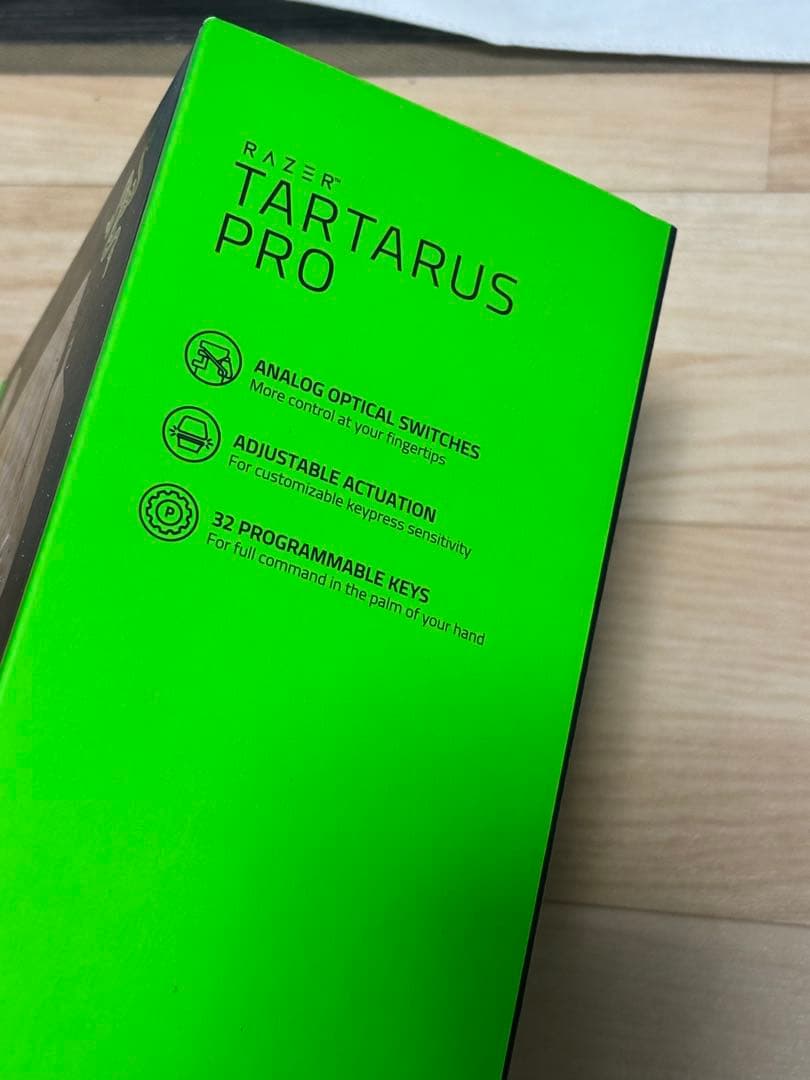 RAZER™
TARTARUS
PRO
ANALOG OPTICAL SWITCHES
More control at your fingertips
ADJUSTABLE ACTUATION
For customizable keypress sensitivity
P
32 PROGRAMMABLE KEYS
For full command in the palm of your hand